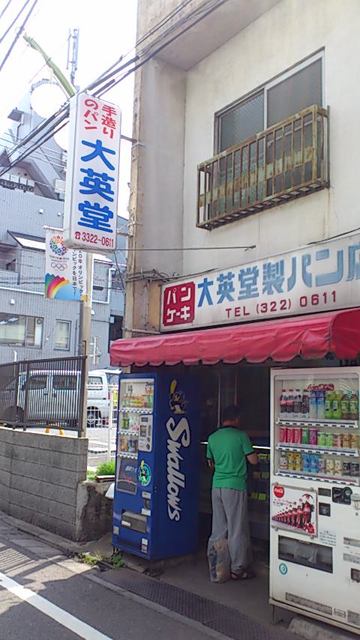 手造り
のパン
大英堂
☎3322-0611
パン
ケーキ
大英堂製パン店
TEL (322) 0611
Swallows